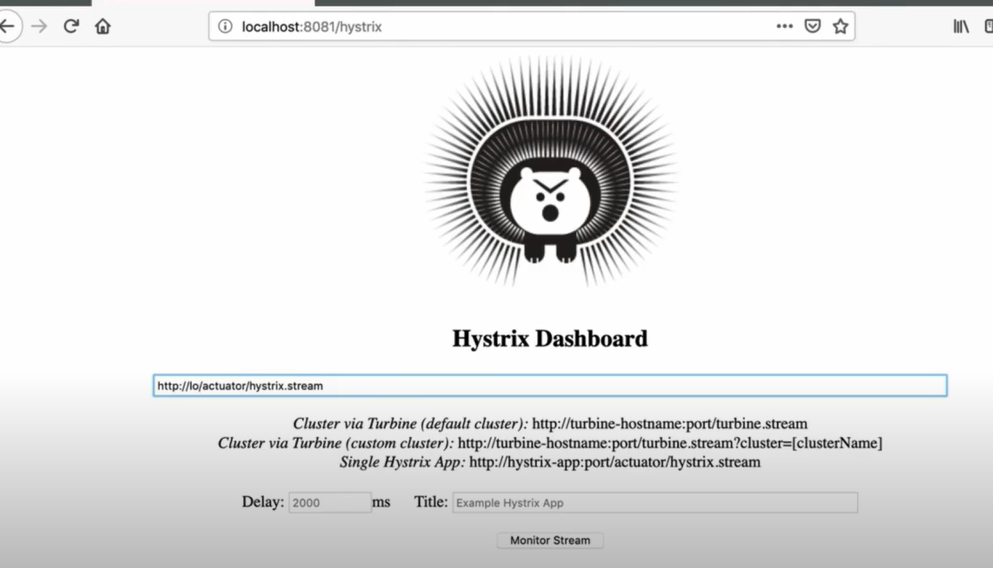 localhost:8081/hystrix
Hystrix Dashboard
http://lo/actuator/hystrix.stream
Cluster via Turbine (default cluster): http://turbine-hostname:port/turbine.stream
Cluster via Turbine (custom cluster): http://turbine-hostname:port/turbine.stream?cluster=[clusterName]
Single Hystrix App: http://hystrix-app:port/actuator/hystrix.stream
Delay: 2000 ms Title: Example Hystrix App
Monitor Stream